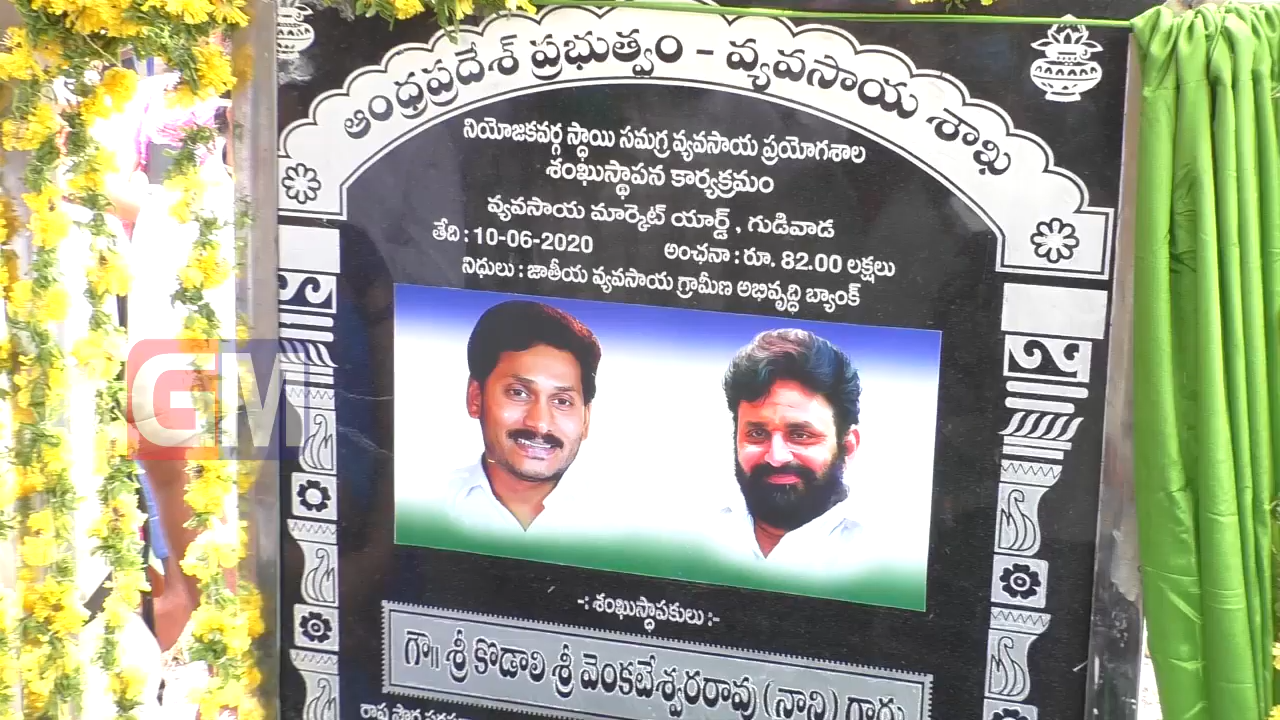 ఆంధ్రప్రదేశ్ ప్రభుత్వం - వ్యవసాయ శాఖ
నియోజకవర్గ స్థాయి సమగ్ర వ్యవసాయ ప్రయోగశాల
శంఖుస్థాపన కార్యక్రమం
వ్యవసాయ మార్కెట్ యార్డ్, గుడివాడ
తేది : 10-06-2020 అంచనా : రూ. 82.00 లక్షలు
నిధులు : జాతీయ వ్యవసాయ గ్రామీణ అభివృద్ధి బ్యాంక్
GM
-: శంఖుస్థాపకులు :-
గౌ|| శ్రీ కొడాలి శ్రీ వెంకటేశ్వరరావు (నాని) గారు